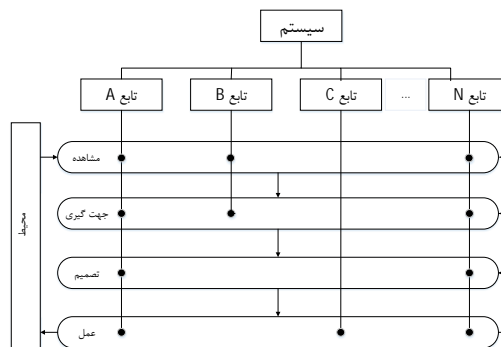 سیستم
تابع A
تابع B
تابع C
...
تابع N
محیط
مشاهده
جهت گیری
تصمیم
عمل